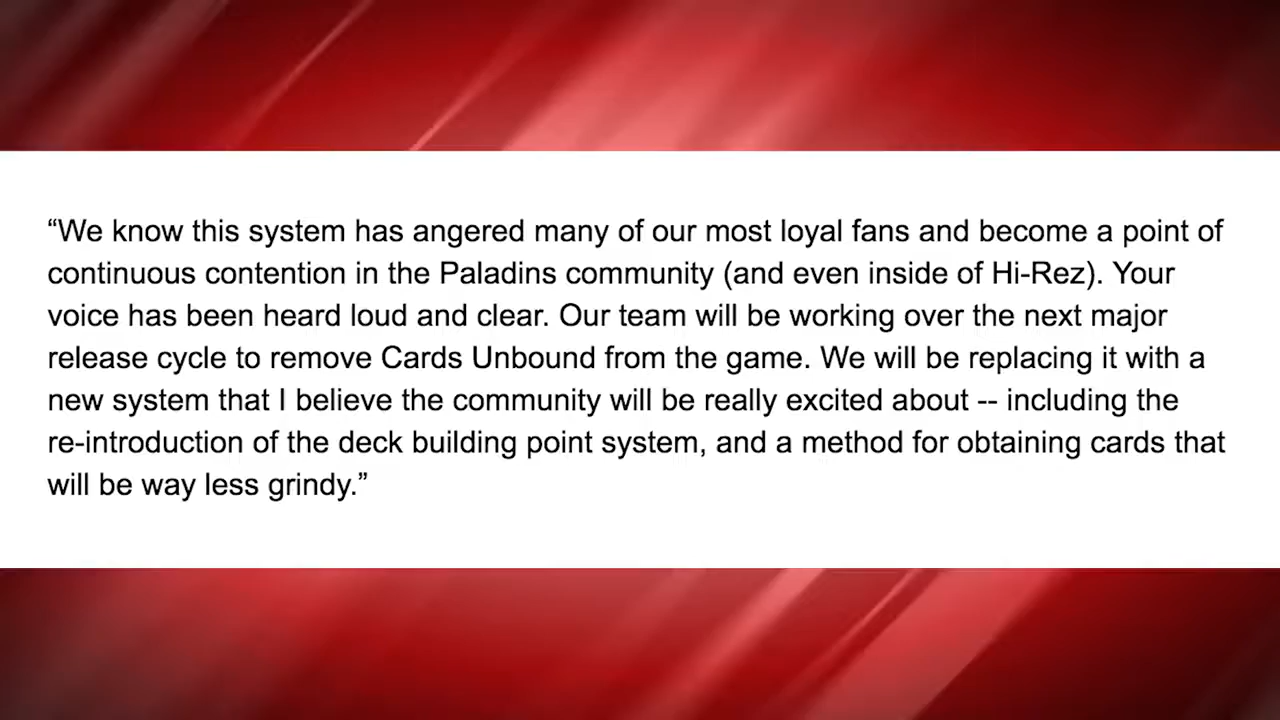 “We know this system has angered many of our most loyal fans and become a point of
continuous contention in the Paladins community (and even inside of Hi-Rez). Your
voice has been heard loud and clear. Our team will be working over the next major
release cycle to remove Cards Unbound from the game. We will be replacing it with a
new system that I believe the community will be really excited about -- including the
re-introduction of the deck building point system, and a method for obtaining cards that
will be way less grindy.”